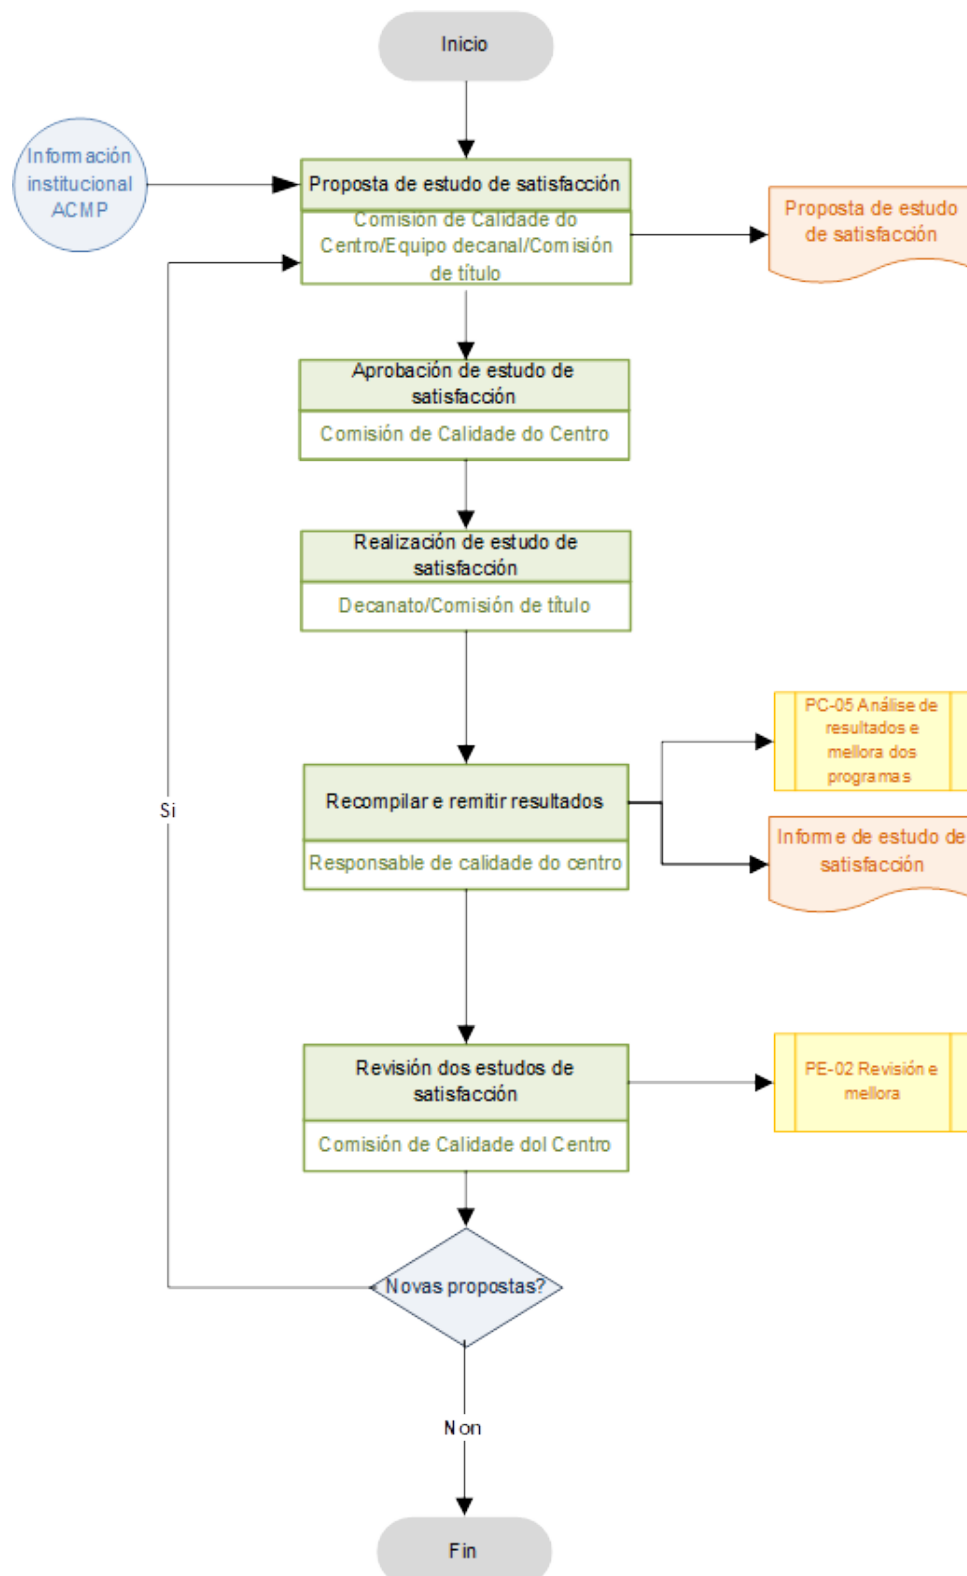 Inicio
Información
institucional
ACMP
Proposta de estudo de satisfacción
Comisión de Calidade do
Centro/Equipo decanal/Comisión
de título
Proposta de estudo
de satisfacción
Aprobación de estudo de
satisfacción
Comisión de Calidade do Centro
Realización de estudo de
satisfacción
Decanato/Comisión de título
PC-05 Análise de
resultados e
mellora dos
programas
Recompilar e remitir resultados
Responsable de calidade do centro
Informe de estudo de
satisfacción
Si
Revisión dos estudos de
satisfacción
Comisión de Calidade dol Centro
PE-02 Revisión e
mellora
Novas propostas?
Non
Fin